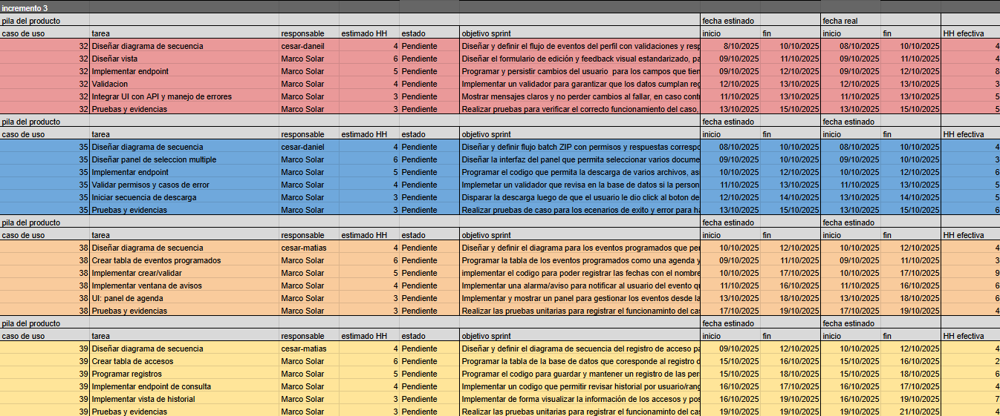 incremento 3
pila del producto fecha estinado fecha real
caso de uso tarea responsable estimado HH estado objetivo sprint inicio fin inicio fin HH efectiva
32 Diseñar diagrama de secuencia cesar-daneil 4 Pendiente Diseñar y definir el flujo de eventos del perfil con validaciones y resp 8/10/2025 10/10/2025 08/10/2025 10/10/2025 4
32 Diseñar vista Marco Solar 6 Pendiente Diseñar el formulario de edición y feedback visual estandarizado, pa 09/10/2025 11/10/2025 09/10/2025 11/10/2025 4
32 Implementar endpoint Marco Solar 5 Pendiente Programar y persistir cambios del usuario para los campos que tien 09/10/2025 12/10/2025 09/10/2025 12/10/2025 8
32 Validacion Marco Solar 4 Pendiente Implementar un validador para garantizar que los datos cumplan reg 12/10/2025 13/10/2025 12/10/2025 13/10/2025 3
32 Integrar UI con API y manejo de errores Marco Solar 3 Pendiente Mostrar mensajes claros y no perder cambios al fallar, en caso cont 11/10/2025 13/10/2025 11/10/2025 13/10/2025 5
32 Pruebas y evidencias Marco Solar 3 Pendiente Realizar pruebas para verificar el correcto funcionamiento del caso, 13/10/2025 15/10/2025 13/10/2025 15/10/2025 5
pila del producto fecha estinado fecha estinado
caso de uso tarea responsable estimado HH estado objetivo sprint inicio fin inicio fin HH efectiva
35 Diseñar diagrama de secuencia cesar-daniel 4 Pendiente Diseñar y definir flujo batch ZIP con permisos y respuestas correspo 08/10/2025 10/10/2025 08/10/2025 10/10/2025 4
35 Diseñar panel de seleccion multiple Marco Solar 6 Pendiente Diseñar la interfaz del panel que permita seleccionar varios docume 09/10/2025 10/10/2025 09/10/2025 10/10/2025 3
35 Implementar endpoint Marco Solar 5 Pendiente Programar el codigo que permita la descarga de varios archivos, as 10/10/2025 12/10/2025 10/10/2025 12/10/2025 6
35 Validar permisos y casos de error Marco Solar 4 Pendiente Implemetar un validador que revisa en la base de datos si la person 11/10/2025 13/10/2025 11/10/2025 13/10/2025 5
35 Iniciar secuencia de descarga Marco Solar 3 Pendiente Disparar la descarga luego de que el usuario le dio click al boton de 12/10/2025 14/10/2025 13/10/2025 14/10/2025 5
35 Pruebas y evidencias Marco Solar 3 Pendiente Realizar pruebas de caso para los ecenarios de exito y error para ha 13/10/2025 15/10/2025 13/10/2025 15/10/2025 6
pila del producto fecha estinado fecha estinado
caso de uso tarea responsable estimado HH estado objetivo sprint inicio fin inicio fin HH efectiva
38 Diseñar diagrama de secuencia cesar-matias 4 Pendiente Diseñar y definir el diagrama para los eventos programados que per 10/10/2025 12/10/2025 10/10/2025 12/10/2025 4
38 Crear tabla de eventos programados Marco Solar 6 Pendiente Programar la tabla de los eventos programados como una agenda y 09/10/2025 11/10/2025 09/10/2025 11/10/2025 3
38 Implementar crear/validar Marco Solar 5 Pendiente implementar el codigo para poder registrar las fechas con el nombre 10/10/2025 17/10/2025 10/10/2025 17/10/2025 9
38 Implementar ventana de avisos Marco Solar 4 Pendiente Implementar una alarma/aviso para notificar al usuario del evento q 11/10/2025 16/10/2025 11/10/2025 16/10/2025 6
38 UI: panel de agenda Marco Solar 3 Pendiente Implementar y mostrar un panel para gestionar los eventos desde la 13/10/2025 18/10/2025 13/10/2025 18/10/2025 6
38 Pruebas y evidencias Marco Solar 3 Pendiente Realizar las pruebas unitarias para registrar el funcionaminto del cas 17/10/2025 19/10/2025 17/10/2025 19/10/2025 4
pila del producto fecha estinado fecha estinado
caso de uso tarea responsable estimado HH estado objetivo sprint inicio fin inicio fin HH efectiva
39 Diseñar diagrama de secuencia cesar-matias 4 Pendiente Diseñar y definir el diagrama de secuencia del registro de acceso pa 09/10/2025 12/10/2025 10/10/2025 12/10/2025 4
39 Crear tabla de accesos Marco Solar 6 Pendiente Programar la tabla de la base de datos que coresponde al registro d 15/10/2025 16/10/2025 15/10/2025 16/10/2025 2
39 Programar registros Marco Solar 5 Pendiente Programar el codigo para guardar y mantener un registro de las per 15/10/2025 18/10/2025 15/10/2025 18/10/2025 6
39 Implementar endpoint de consulta Marco Solar 4 Pendiente Implementar un codigo que permitir revisar historial por usuario/rang 16/10/2025 17/10/2025 16/10/2025 17/10/2025 4
39 Implementar vista de historial Marco Solar 3 Pendiente Implementar de forma visualizar la información de los accesos y pos 16/10/2025 19/10/2025 16/10/2025 19/10/2025 7
39 Pruebas y evidencias Marco Solar 3 Pendiente Realizar las pruebas unitarias para registrar el funcionaminto del cas 19/10/2025 19/10/2025 19/10/2025 21/10/2025 4